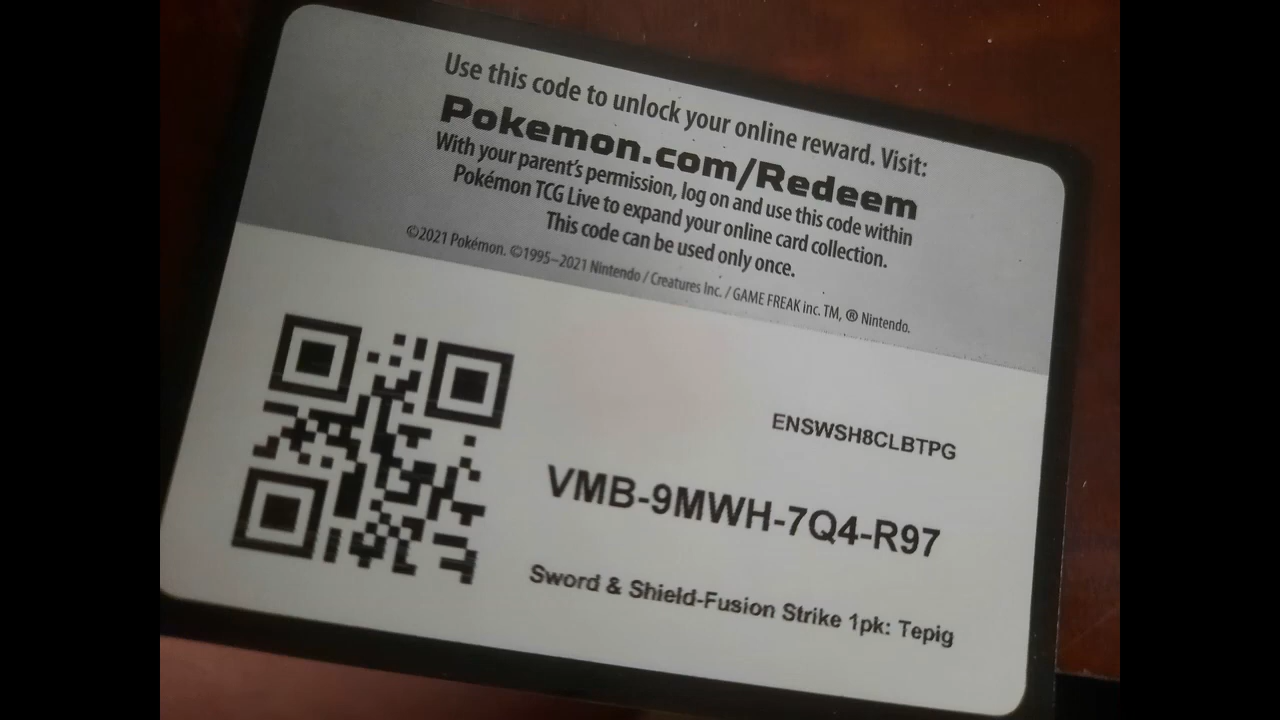 Use this code to unlock your online reward. Visit:
Pokemon.com/Redeem
With your parent's permission, log on and use this code within
Pokémon TCG Live to expand your online card collection.
This code can be used only once.
©2021 Pokémon. ©1995–2021 Nintendo / Creatures Inc. / GAME FREAK inc. TM, ® Nintendo.
ENSWSH8CLBTPG
VMB-9MWH-7Q4-R97
Sword & Shield-Fusion Strike 1pk: Tepig